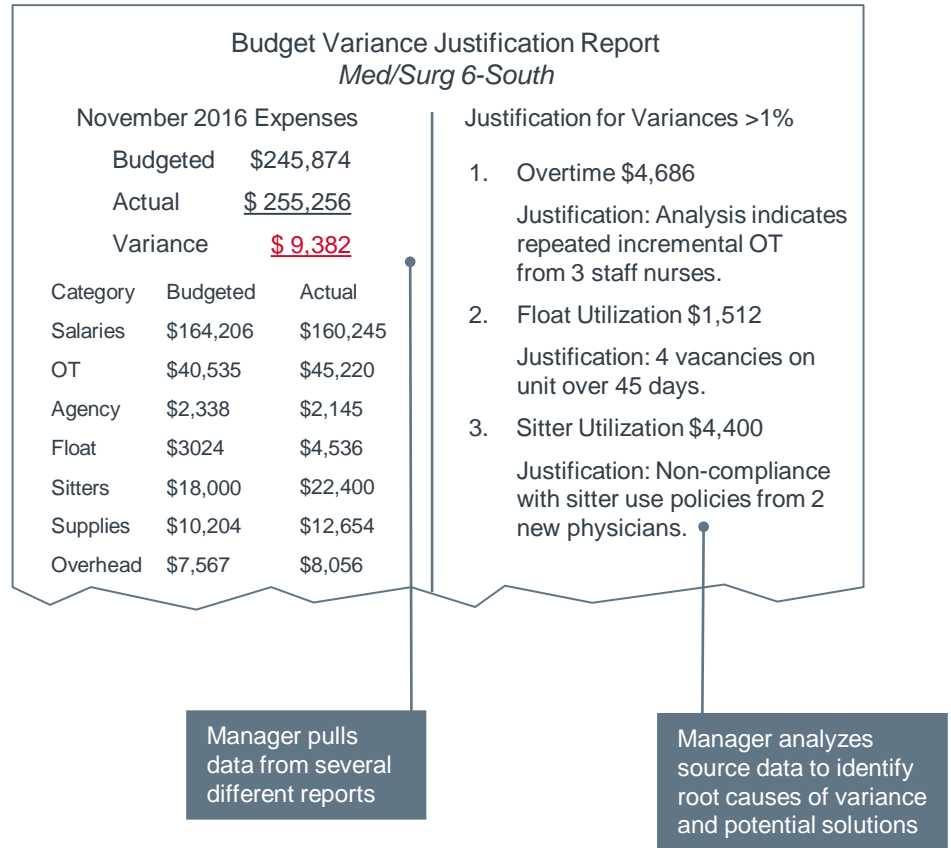 Budget Variance Justification Report
Med/Surg 6-South
November 2016 Expenses
Budgeted $245,874
Actual $ 255,256
Variance $ 9,382
Category Budgeted Actual
Salaries $164,206 $160,245
OT $40,535 $45,220
Agency $2,338 $2,145
Float $3024 $4,536
Sitters $18,000 $22,400
Supplies $10,204 $12,654
Overhead $7,567 $8,056
Justification for Variances >1%
1. Overtime $4,686
Justification: Analysis indicates
repeated incremental OT
from 3 staff nurses.
2. Float Utilization $1,512
Justification: 4 vacancies on
unit over 45 days.
3. Sitter Utilization $4,400
Justification: Non-compliance
with sitter use policies from 2
new physicians.
Manager pulls
data from several
different reports
Manager analyzes
source data to identify
root causes of variance
and potential solutions